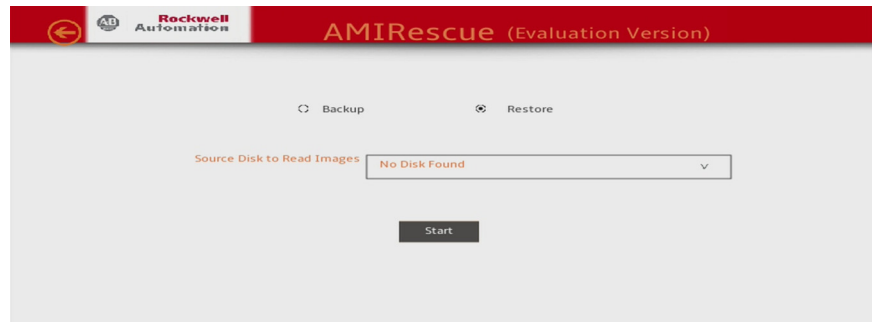 AB Rockwell Automation
AMIRescue (Evaluation Version)
Backup Restore
Source Disk to Read Images No Disk Found
Start